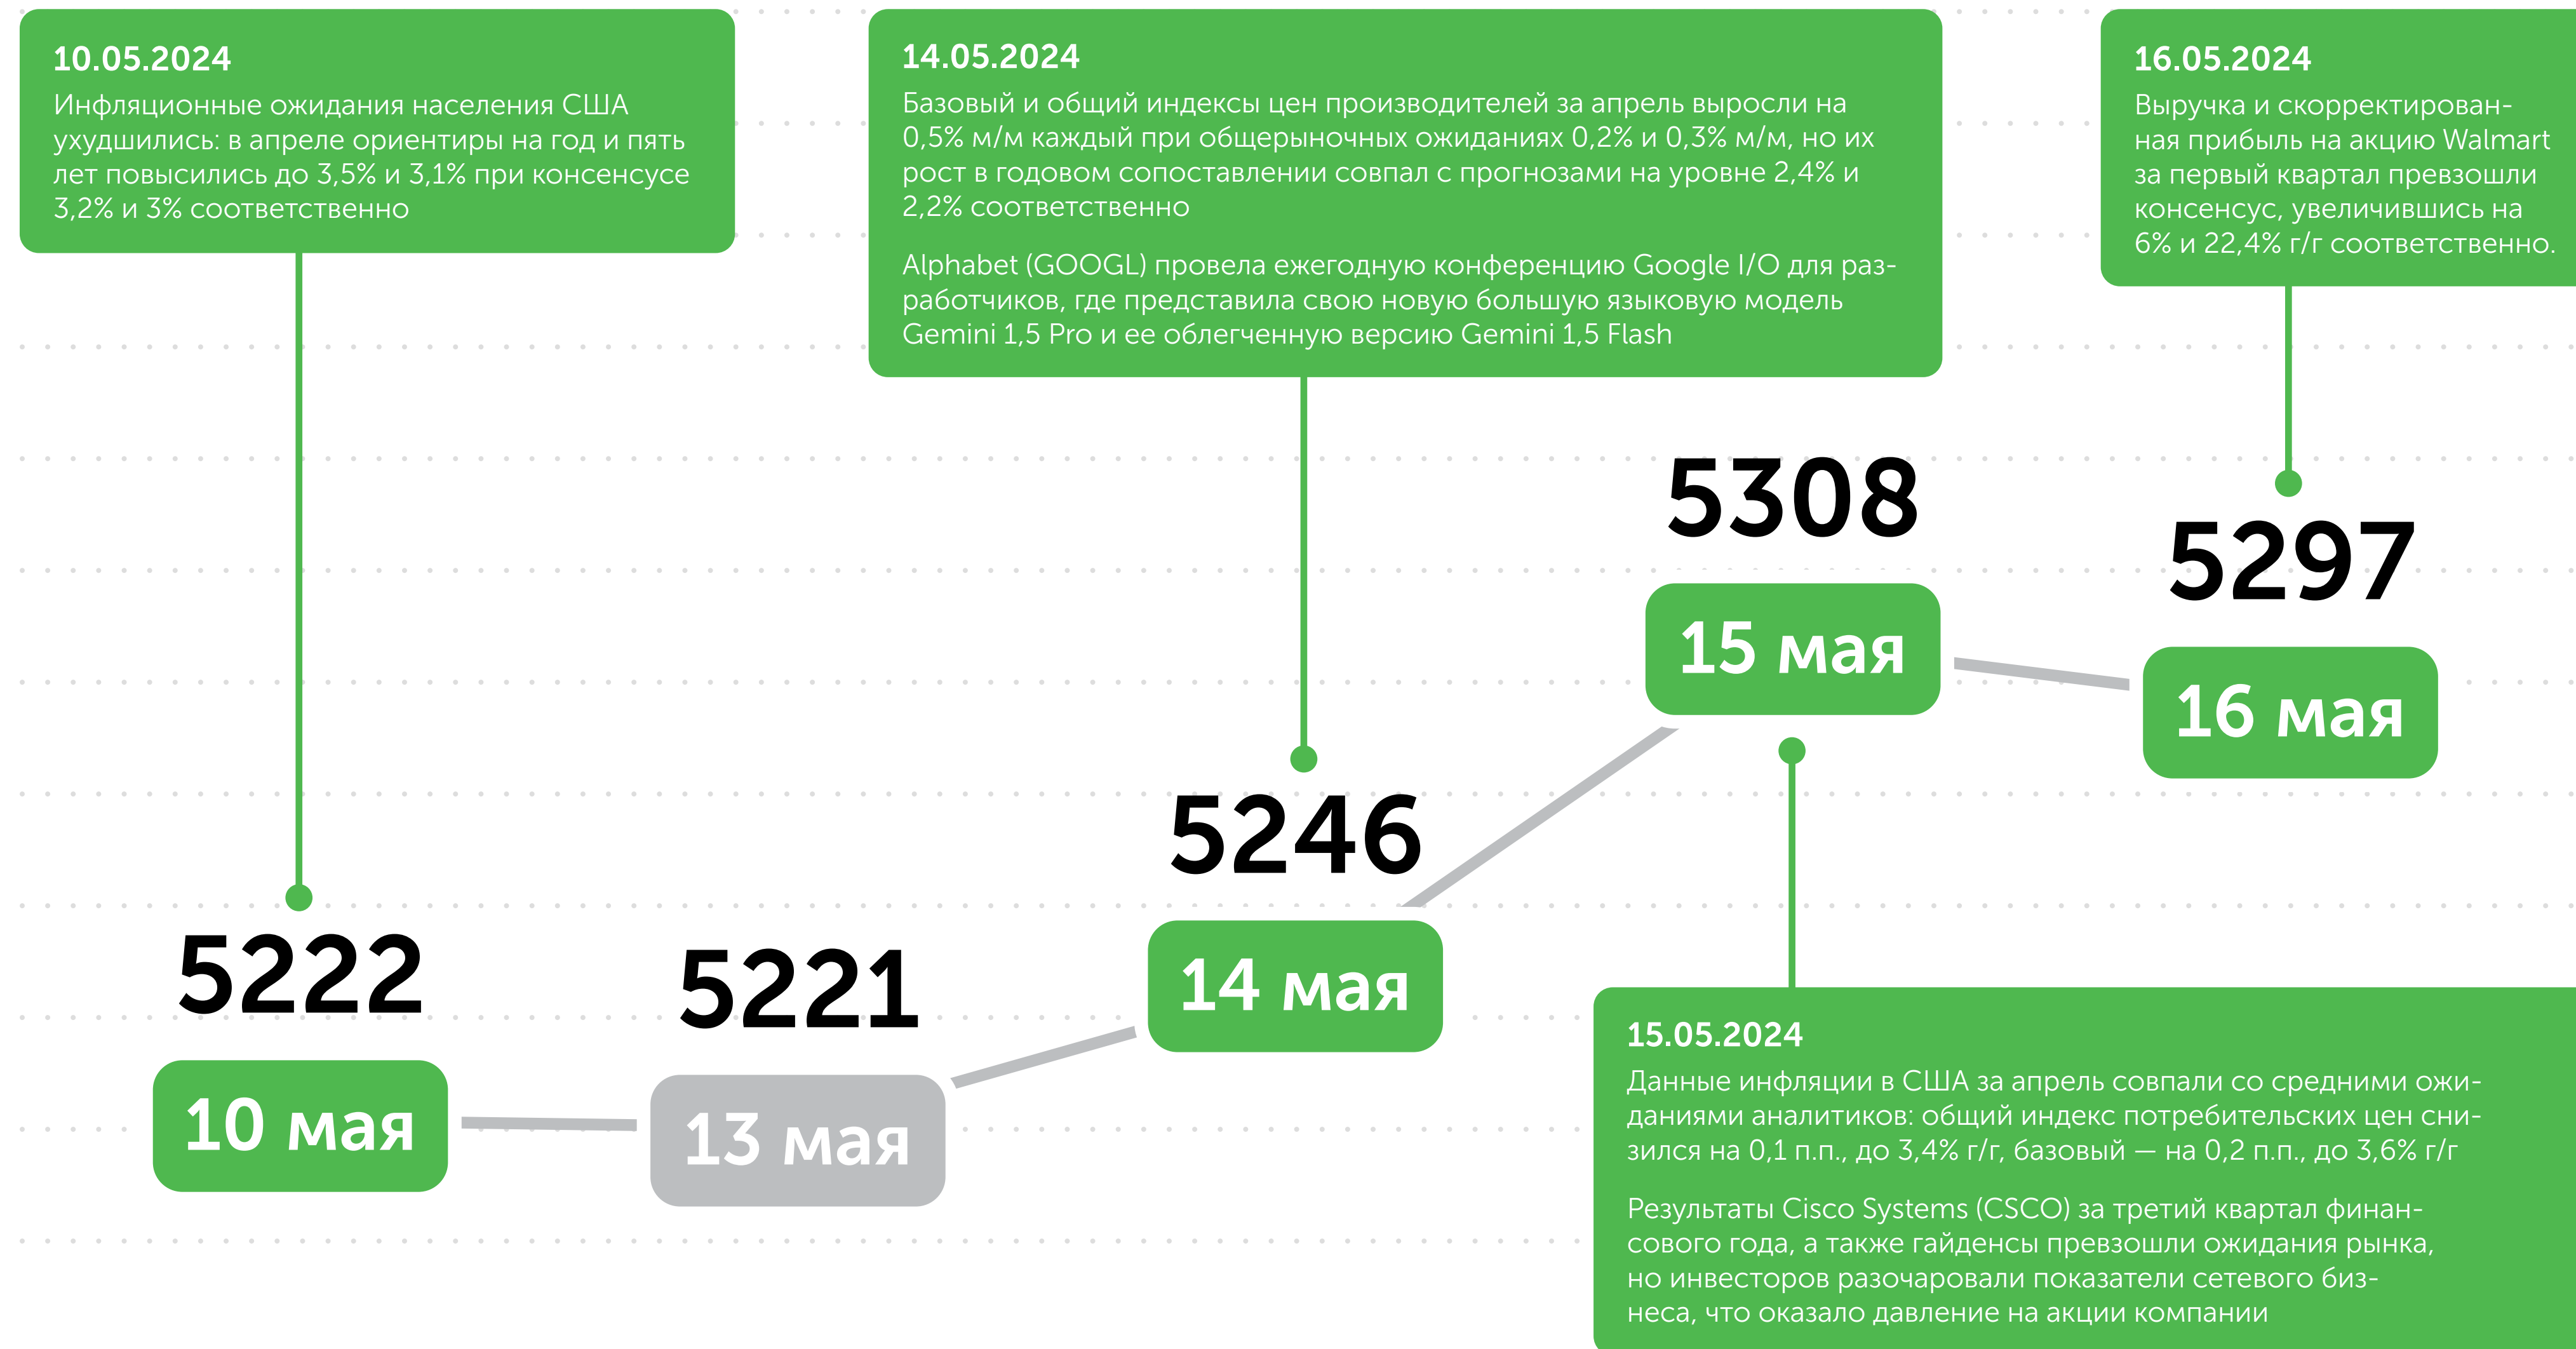 10.05.2024
Инфляционные ожидания населения США
ухудшились: в апреле ориентиры на год и пять
лет повысились до 3,5% и 3,1% при консенсусе
3,2% и 3% соответственно
14.05.2024
Базовый и общий индексы цен производителей за апрель выросли на
0,5% м/м каждый при общерыночных ожиданиях 0,2% и 0,3% м/м, но их
рост в годовом сопоставлении совпал с прогнозами на уровне 2,4% и
2,2% соответственно
Alphabet (GOOGL) провела ежегодную конференцию Google I/O для раз-
работчиков, где представила свою новую большую языковую модель
Gemini 1,5 Pro и ее облегченную версию Gemini 1,5 Flash
16.05.2024
Выручка и скорректирован-
ная прибыль на акцию Walmart
за первый квартал превзошли
консенсус, увеличившись на
6% и 22,4% г/г соответственно.
5222
10 мая
5221
13 мая
5246
14 мая
5308
15 мая
5297
16 мая
15.05.2024
Данные инфляции в США за апрель совпали со средними ожи-
даниями аналитиков: общий индекс потребительских цен сни-
зился на 0,1 п.п., до 3,4% г/г, базовый — на 0,2 п.п., до 3,6% г/г
Результаты Cisco Systems (CSCO) за третий квартал финан-
сового года, а также гайденсы превзошли ожидания рынка,
но инвесторов разочаровали показатели сетевого биз-
неса, что оказало давление на акции компании